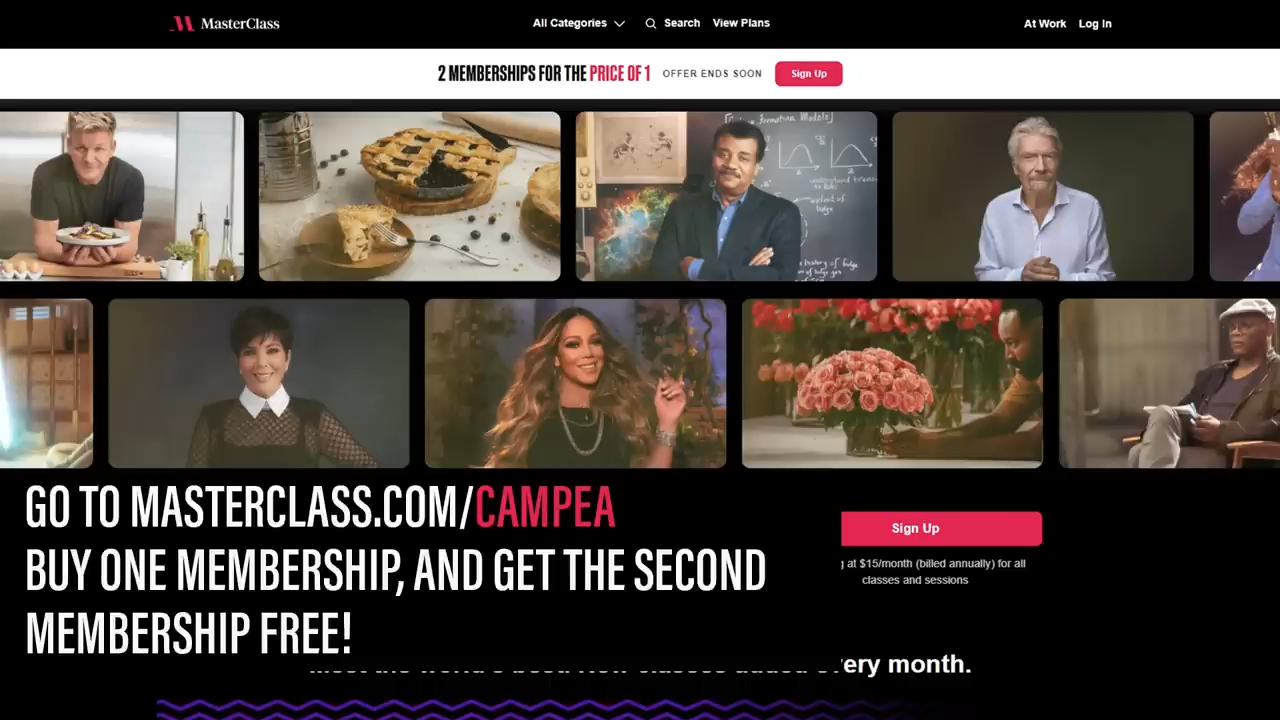 MasterClass
All Categories
Search
View Plans
At Work
Log In
2 MEMBERSHIPS FOR THE PRICE OF 1
OFFER ENDS SOON
Sign Up
GO TO MASTERCLASS.COM/CAMPEA
BUY ONE MEMBERSHIP, AND GET THE SECOND
MEMBERSHIP FREE!
Sign Up
at $15/month (billed annually) for all
classes and sessions
every month.